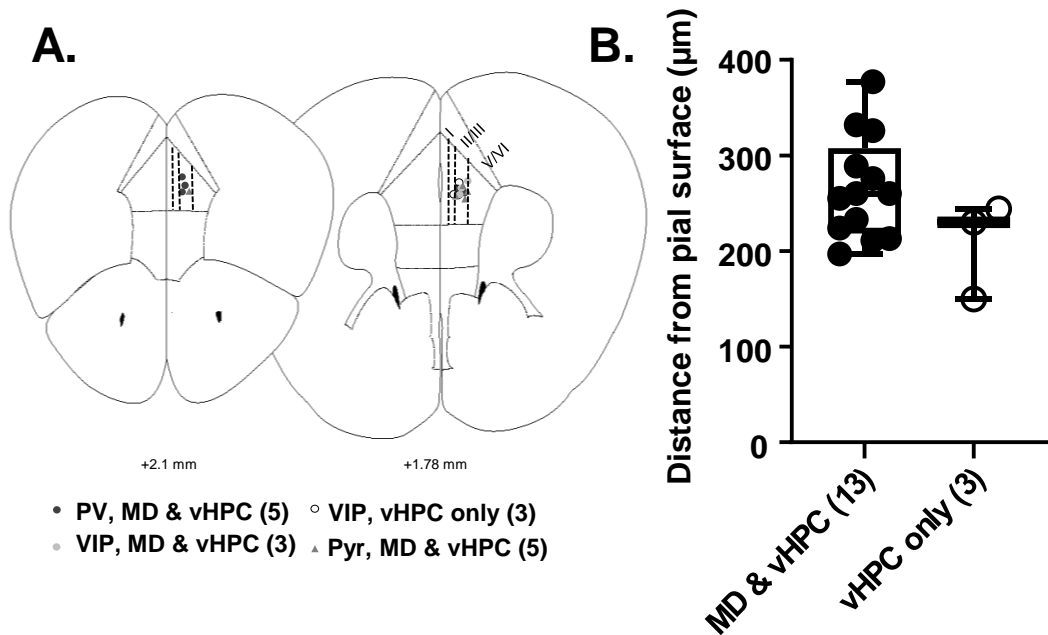 A.
I
II/III
V/VI
+2.1 mm
+1.78 mm
PV, MD & vHPC (5)
VIP, vHPC only (3)
VIP, MD & vHPC (3)
Pyr, MD & vHPC (5)
B.
Distance from pial surface (µm)
400
300
200
100
0
MD & vHPC (13)
vHPC only (3)